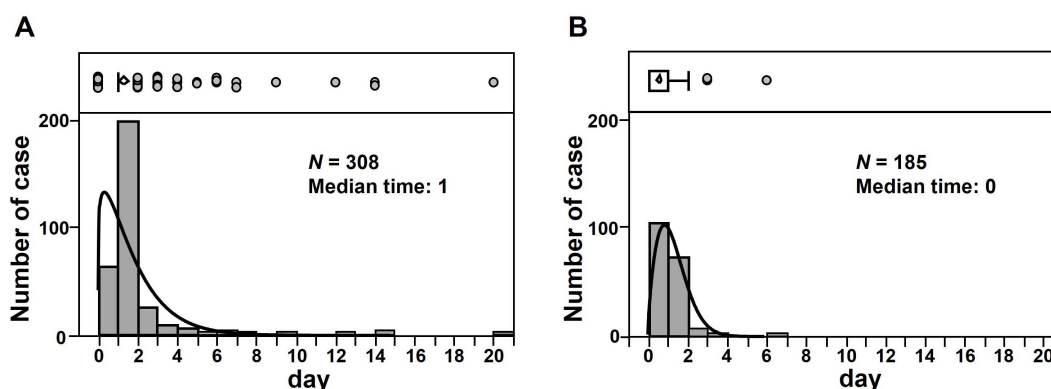 A
B
200
100
0
Number of case
N = 308
Median time: 1
0 2 4 6 8 10 12 14 16 18 20
day
200
100
0
Number of case
N = 185
Median time: 0
0 2 4 6 8 10 12 14 16 18 20
day